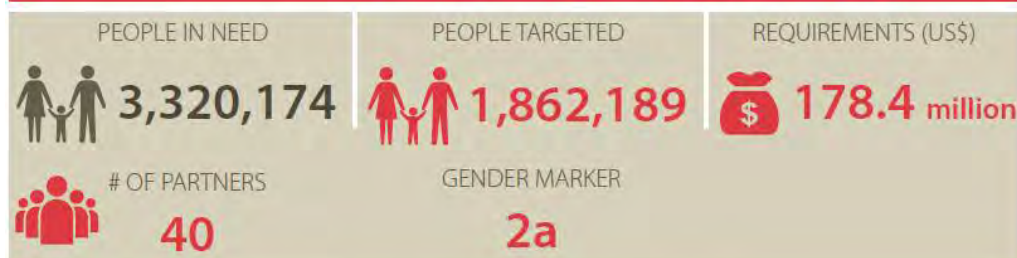 PEOPLE IN NEED
3,320,174
PEOPLE TARGETED
1,862,189
REQUIREMENTS (US$)
$
178.4 million
# OF PARTNERS
40
GENDER MARKER
2a